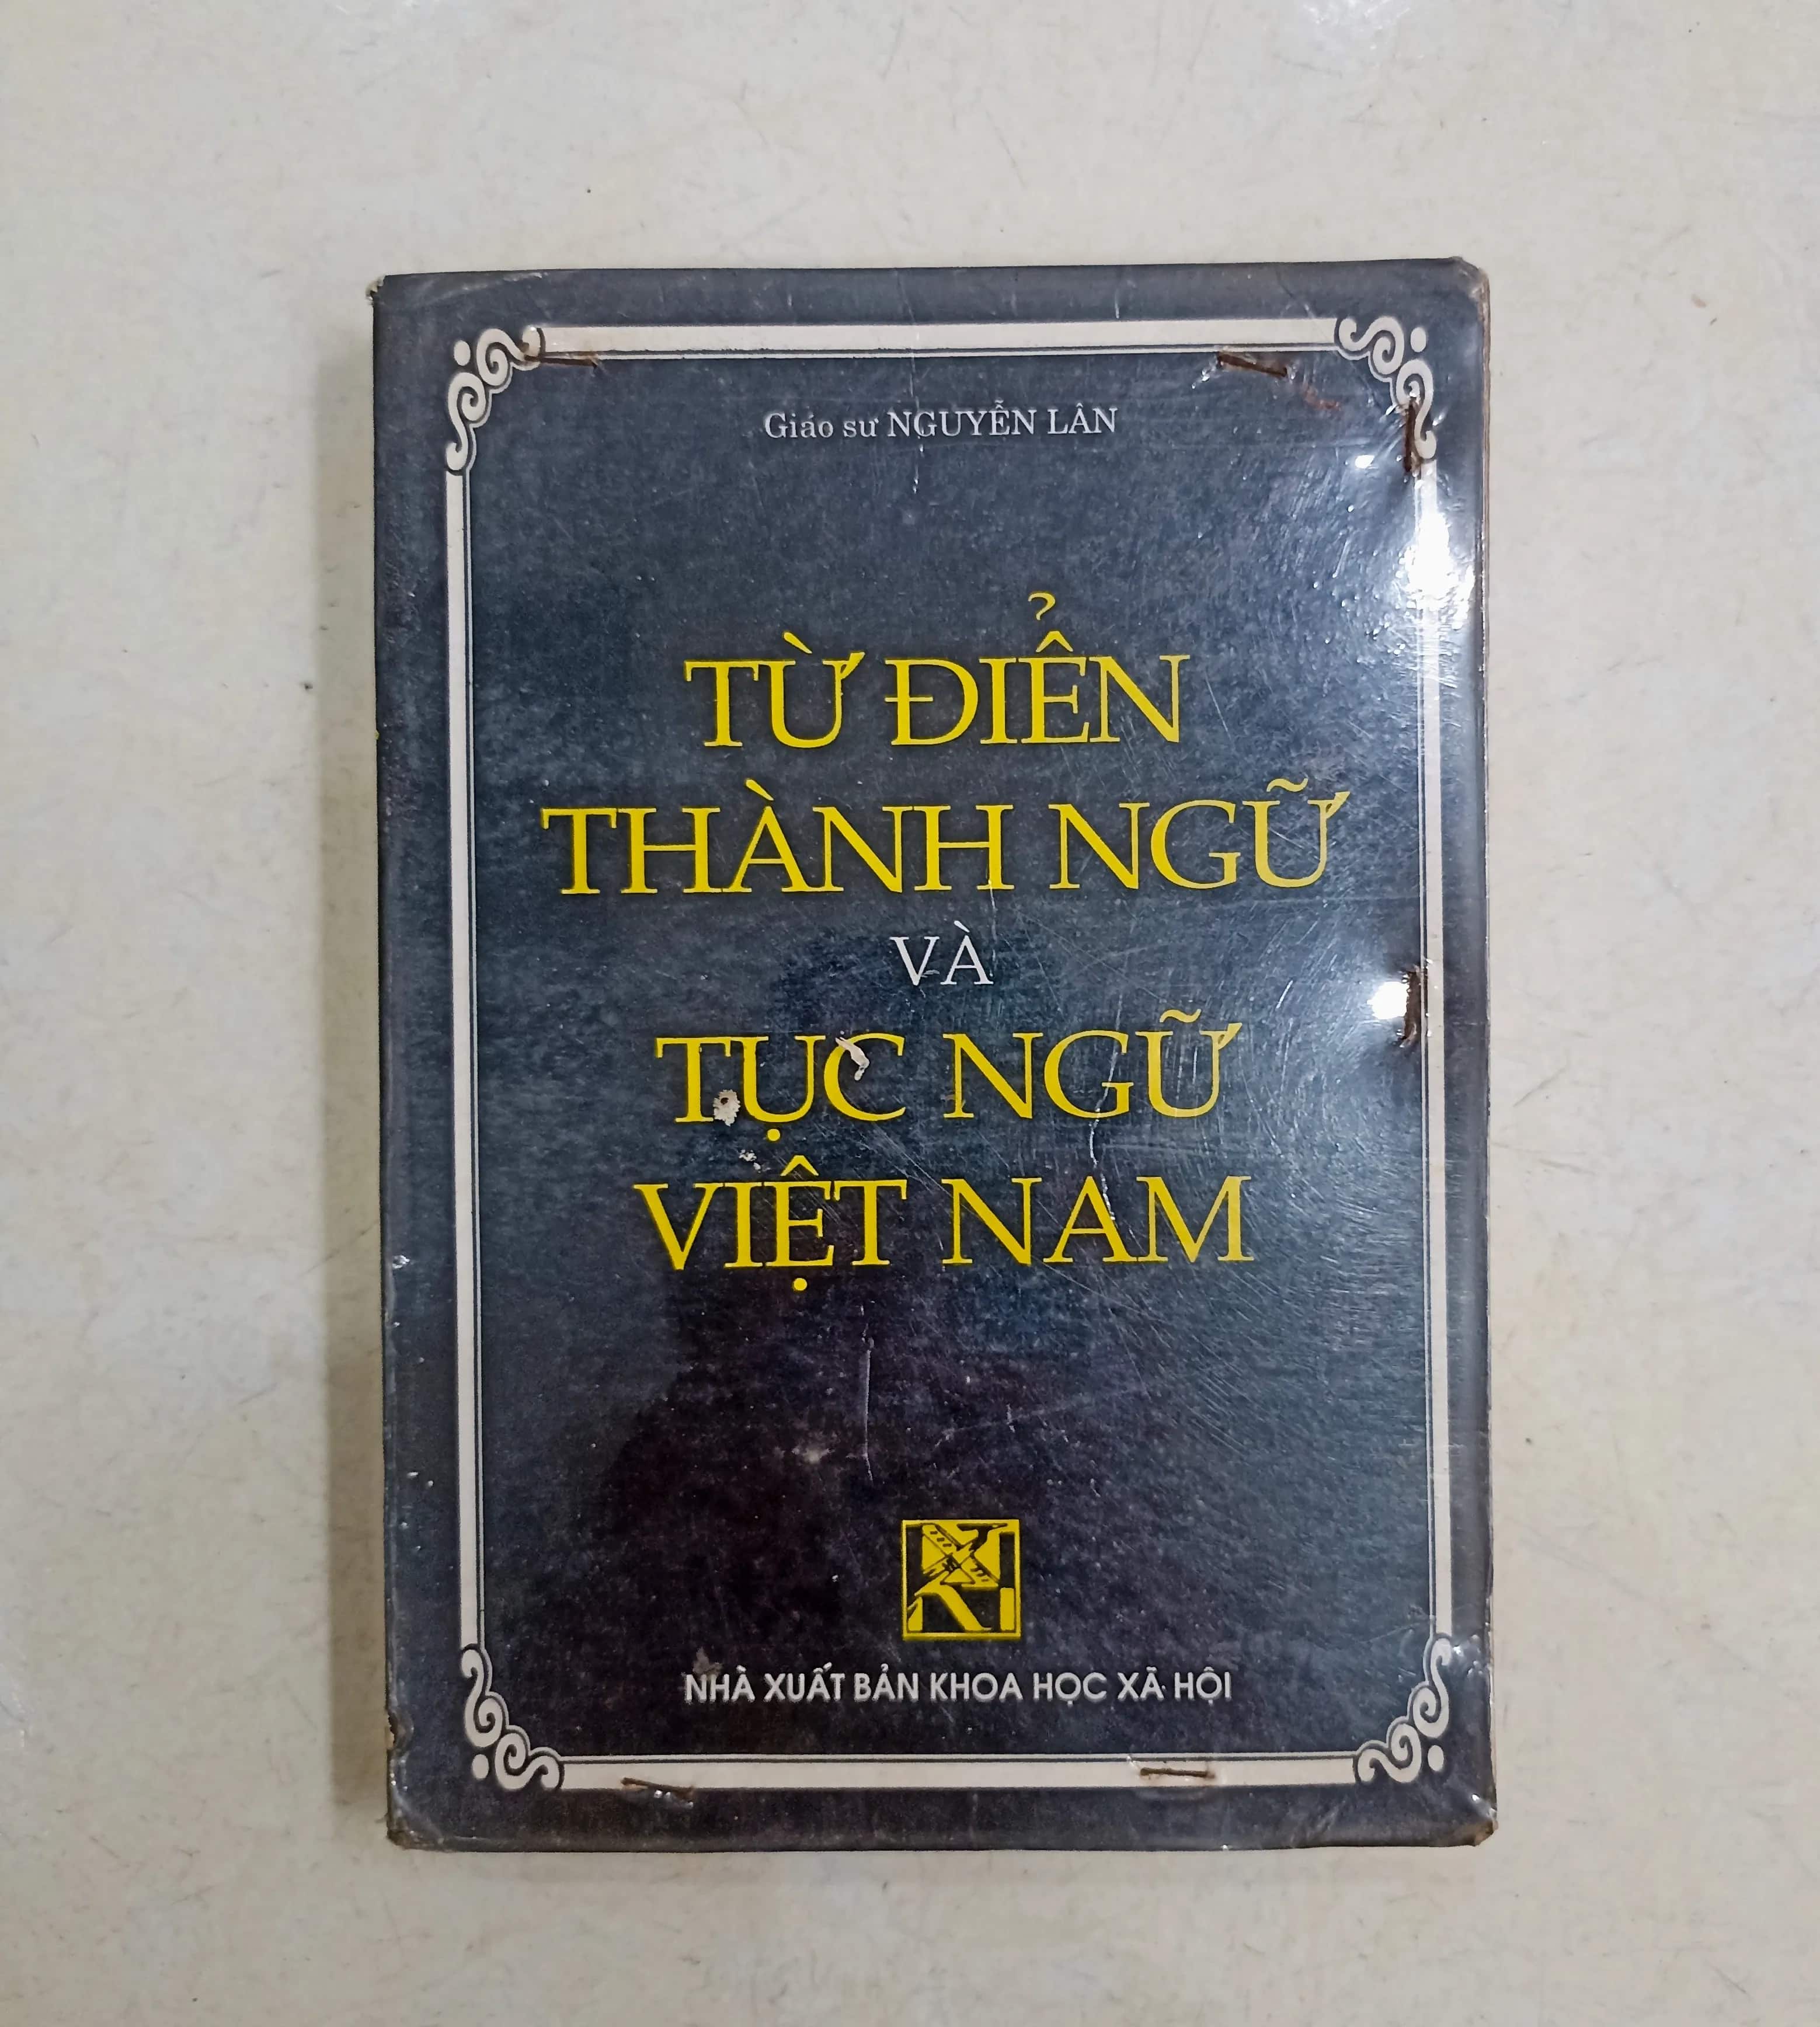 Giáo sư NGUYỄN LÂN
TỪ ĐIỂN
THÀNH NGỮ
VÀ
TỤC NGỮ
VIỆT NAM
NHÀ XUẤT BẢN KHOA HỌC XÃ HỘI